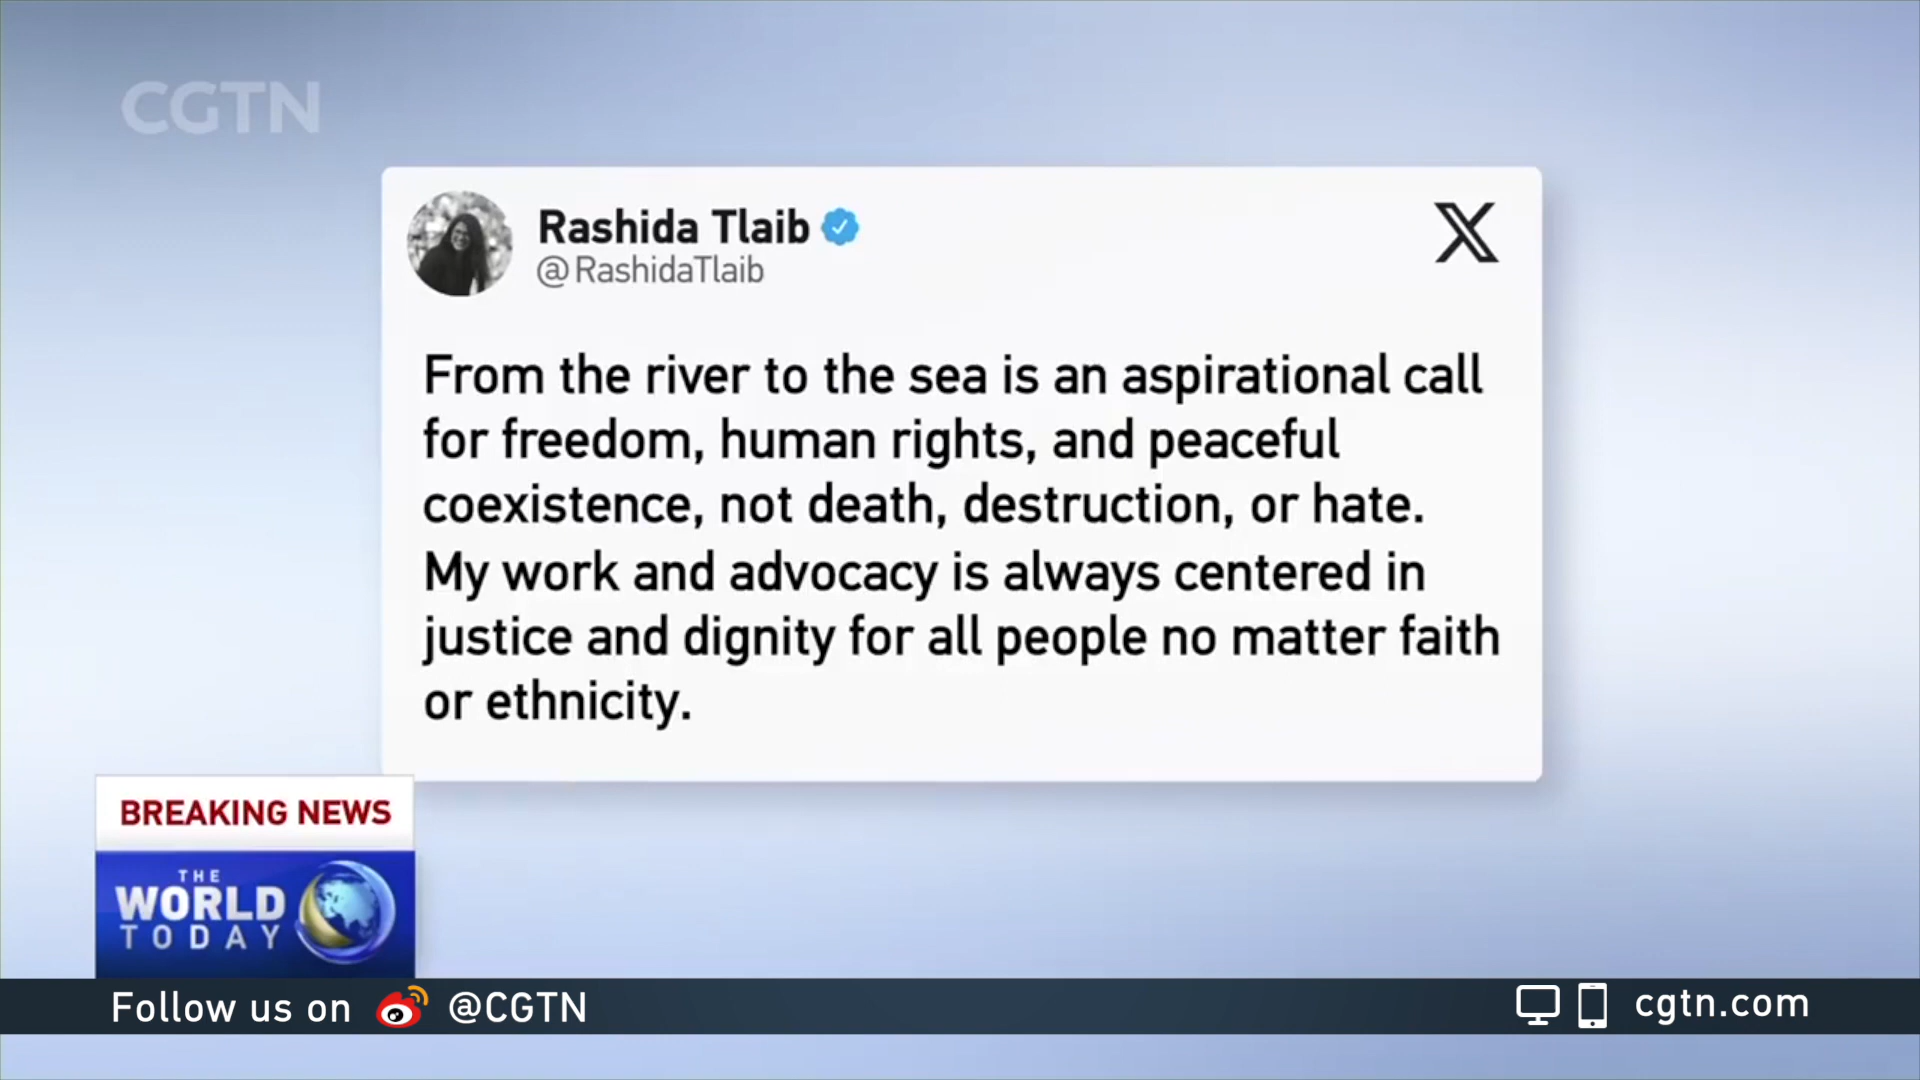 CGTN
Rashida Tlaib
@RashidaTlaib
X
From the river to the sea is an aspirational call
for freedom, human rights, and peaceful
coexistence, not death, destruction, or hate.
My work and advocacy is always centered in
justice and dignity for all people no matter faith
or ethnicity.
BREAKING NEWS
THE
WORLD
TODAY
Follow us on @CGTN
cgtn.com